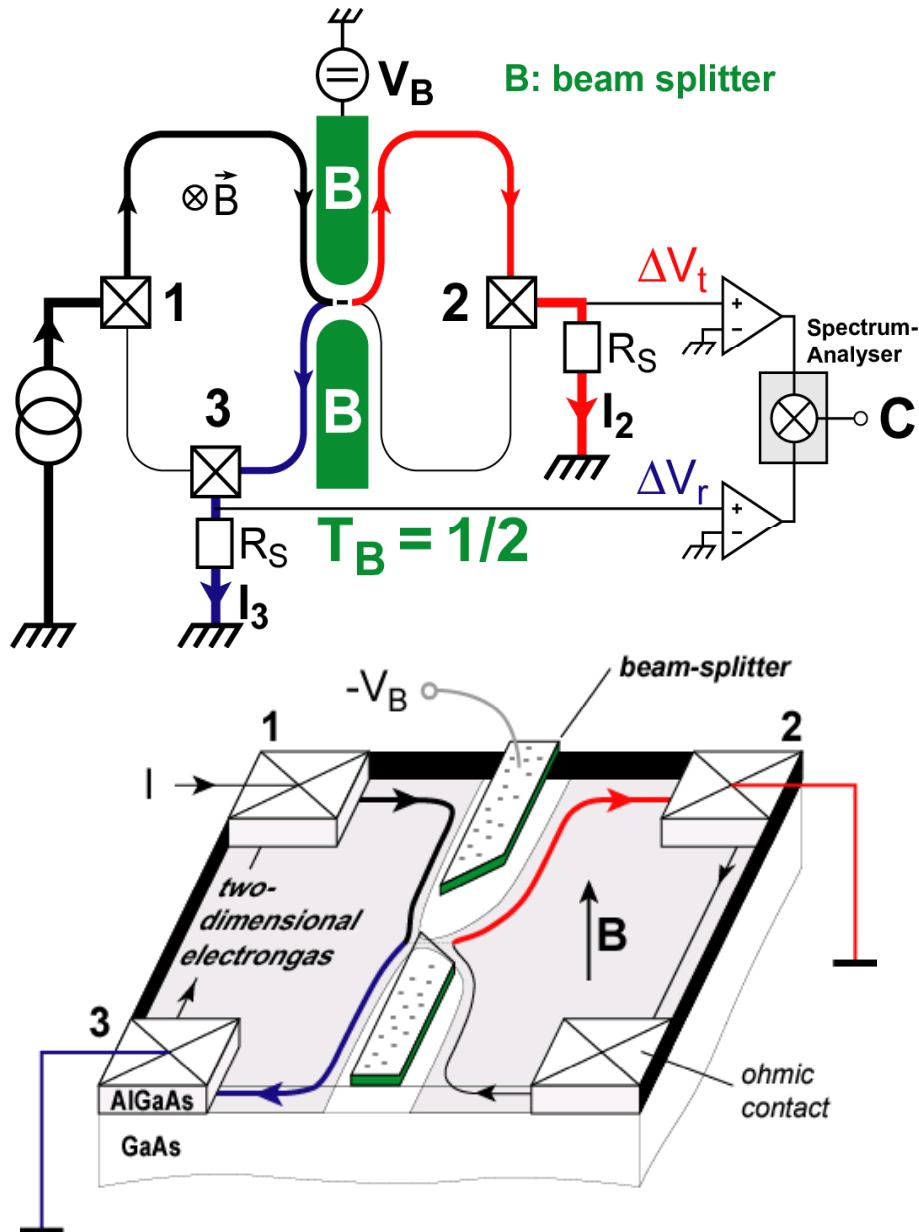 V_B
B: beam splitter
B
⊗ B⃗
1
2
3
B
ΔV_t
+
−
Spectrum-
Analyser
R_S
I_2
C
ΔV_r
+
−
R_S
I_3
T_B = 1/2
-V_B
beam-splitter
1
2
I
two-
dimensional
electrongas
B
3
AlGaAs
GaAs
ohmic
contact